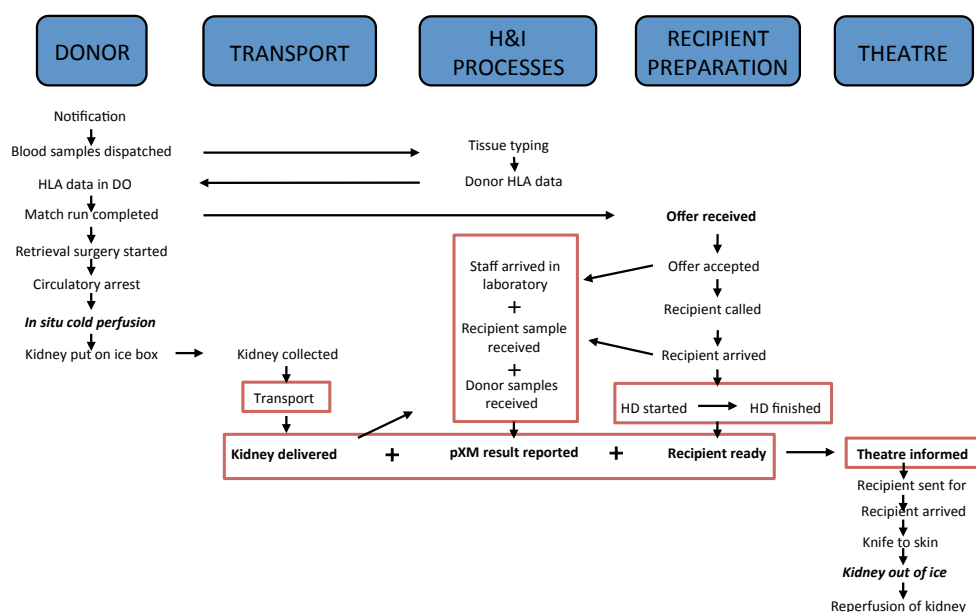 DONOR
TRANSPORT
H&I
PROCESSES
RECIPIENT
PREPARATION
THEATRE
Notification
Blood samples dispatched
HLA data in DO
Match run completed
Retrieval surgery started
Circulatory arrest
In situ cold perfusion
Kidney put on ice box
Kidney collected
Transport
Kidney delivered
+
Tissue typing
Donor HLA data
Staff arrived in
laboratory
+
Recipient sample
received
+
Donor samples
received
pXM result reported
+
Offer received
Offer accepted
Recipient called
Recipient arrived
HD started
HD finished
Recipient ready
Theatre informed
Recipient sent for
Recipient arrived
Knife to skin
Kidney out of ice
Reperfusion of kidney